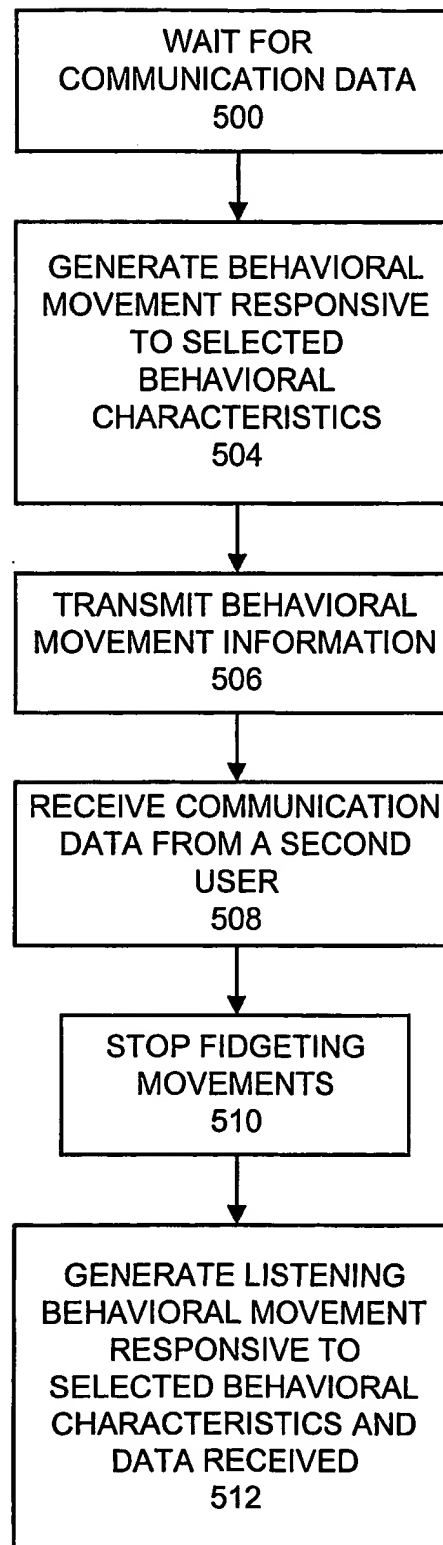 WAIT FOR
COMMUNICATION DATA
500
GENERATE BEHAVIORAL
MOVEMENT RESPONSIVE
TO SELECTED
BEHAVIORAL
CHARACTERISTICS
504
TRANSMIT BEHAVIORAL
MOVEMENT INFORMATION
506
RECEIVE COMMUNICATION
DATA FROM A SECOND
USER
508
STOP FIDGETING
MOVEMENTS
510
GENERATE LISTENING
BEHAVIORAL MOVEMENT
RESPONSIVE TO
SELECTED BEHAVIORAL
CHARACTERISTICS AND
DATA RECEIVED
512